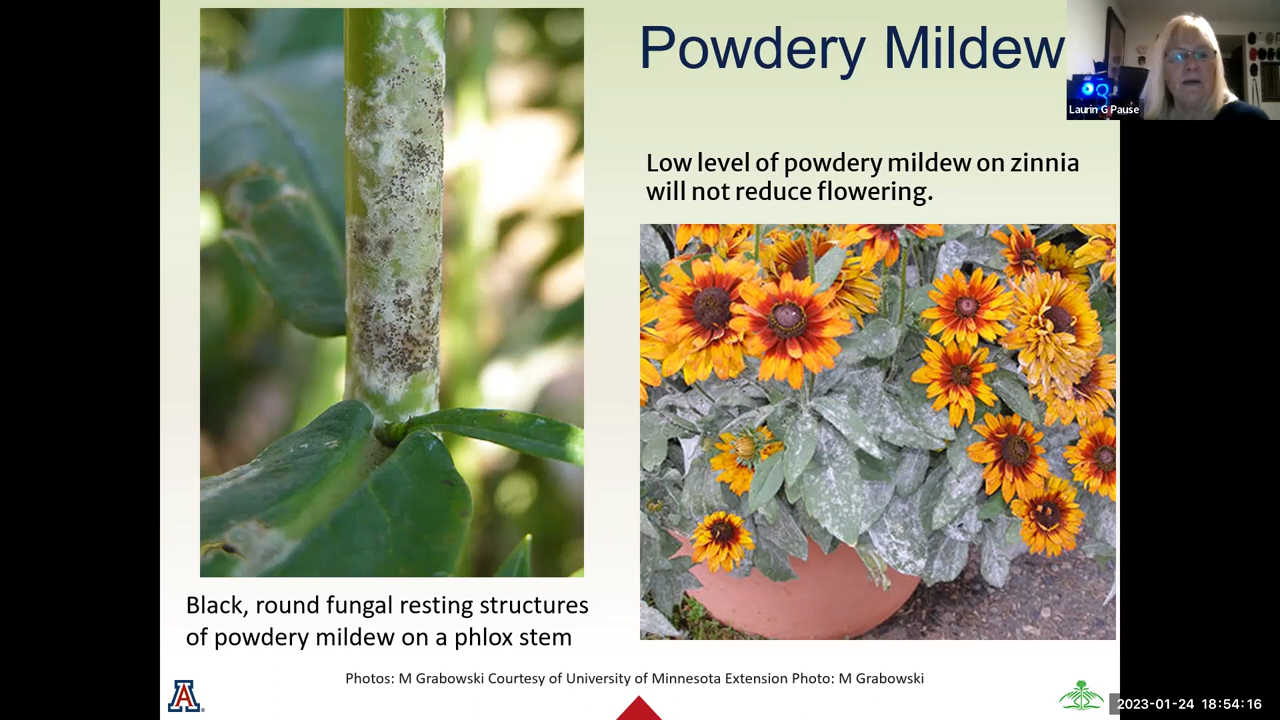 Powdery Mildew
Laurin G Pause
Low level of powdery mildew on zinnia
will not reduce flowering.
Black, round fungal resting structures
of powdery mildew on a phlox stem
Photos: M Grabowski Courtesy of University of Minnesota Extension Photo: M Grabowski
A
2023-01-24 18:54:16